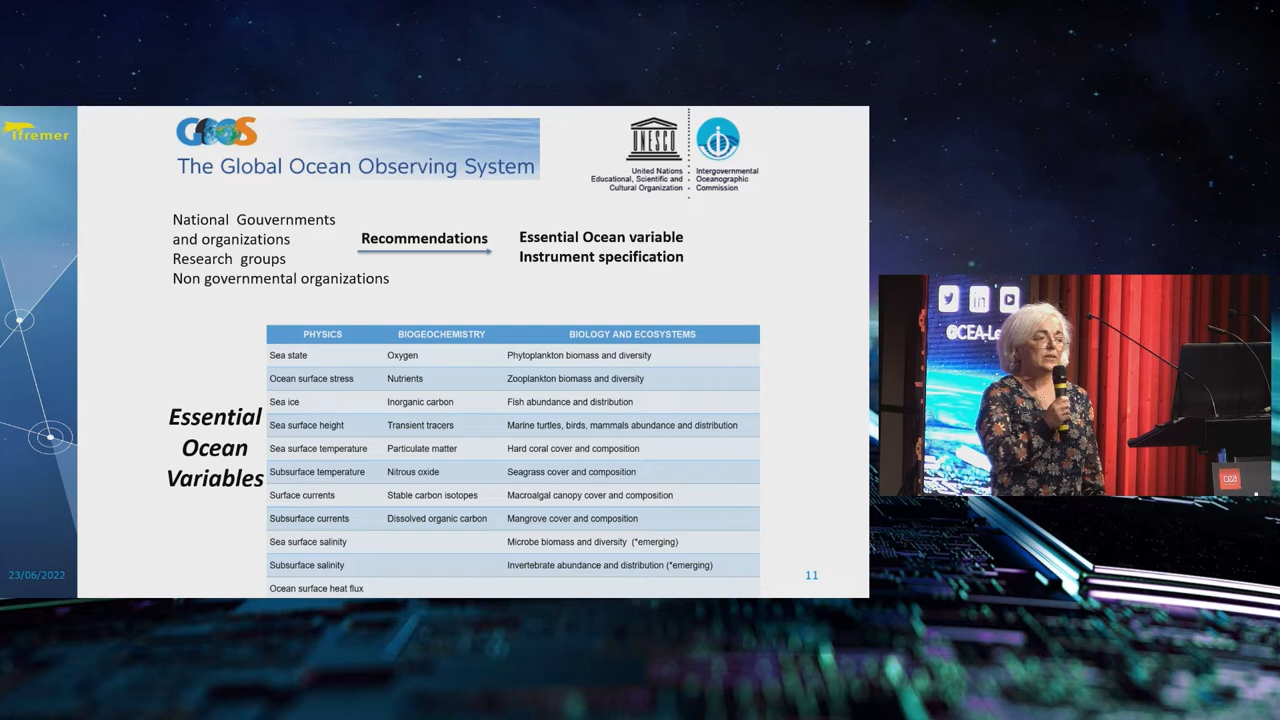 ifremer
GOOS
The Global Ocean Observing System
UNESCO
United Nations
Educational, Scientific and
Cultural Organization
Intergovernmental
Oceanographic
Commission
National Gouvernments
and organizations
Research groups
Non governmental organizations
Recommendations
Essential Ocean variable
Instrument specification
Essential
Ocean
Variables
PHYSICS BIOGEOCHEMISTRY BIOLOGY AND ECOSYSTEMS
Sea state Oxygen Phytoplankton biomass and diversity
Ocean surface stress Nutrients Zooplankton biomass and diversity
Sea ice Inorganic carbon Fish abundance and distribution
Sea surface height Transient tracers Marine turtles, birds, mammals abundance and distribution
Sea surface temperature Particulate matter Hard coral cover and composition
Subsurface temperature Nitrous oxide Seagrass cover and composition
Surface currents Stable carbon isotopes Macroalgal canopy cover and composition
Subsurface currents Dissolved organic carbon Mangrove cover and composition
Sea surface salinity Microbe biomass and diversity (*emerging)
Subsurface salinity Invertebrate abundance and distribution (*emerging)
Ocean surface heat flux
23/06/2022
11
in
@CEA-Le
cea